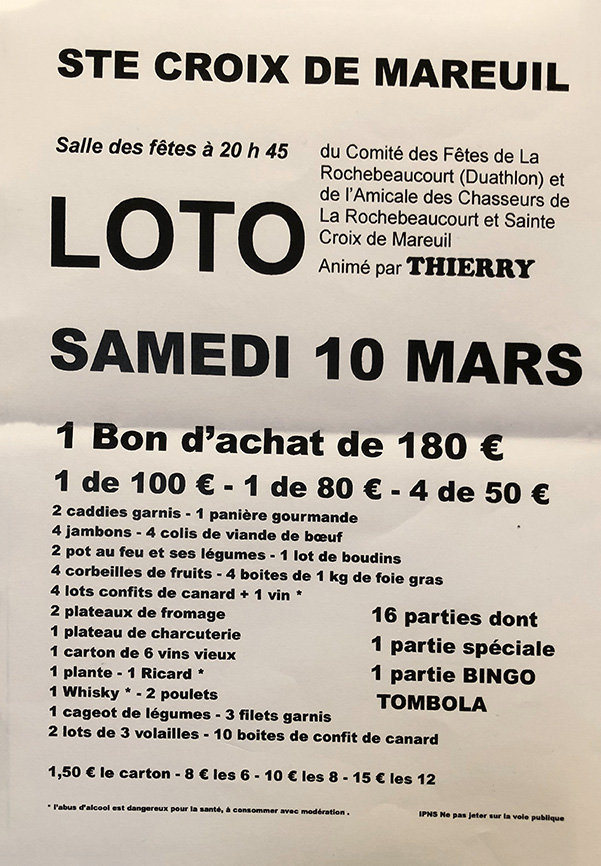 STE CROIX DE MAREUIL
Salle des fêtes à 20 h 45
LOTO
du Comité des Fêtes de La
Rochebeaucourt (Duathlon) et
de l'Amicale des Chasseurs de
La Rochebeaucourt et Sainte
Croix de Mareuil
Animé par THIERRY
SAMEDI 10 MARS
1 Bon d'achat de 180 €
1 de 100 € - 1 de 80 € - 4 de 50 €
2 caddies garnis - 1 panière gourmande
4 jambons - 4 colis de viande de bœuf
2 pot au feu et ses légumes - 1 lot de boudins
4 corbeilles de fruits - 4 boites de 1 kg de foie gras
4 lots confits de canard + 1 vin *
2 plateaux de fromage
1 plateau de charcuterie
1 carton de 6 vins vieux
1 plante - 1 Ricard *
1 Whisky * - 2 poulets
1 cageot de légumes - 3 filets garnis
2 lots de 3 volailles - 10 boites de confit de canard
16 parties dont
1 partie spéciale
1 partie BINGO
TOMBOLA
1,50 € le carton - 8 € les 6 - 10 € les 8 - 15 € les 12
* l'abus d'alcool est dangereux pour la santé, à consommer avec modération .
IPNS Ne pas jeter sur la voie publique